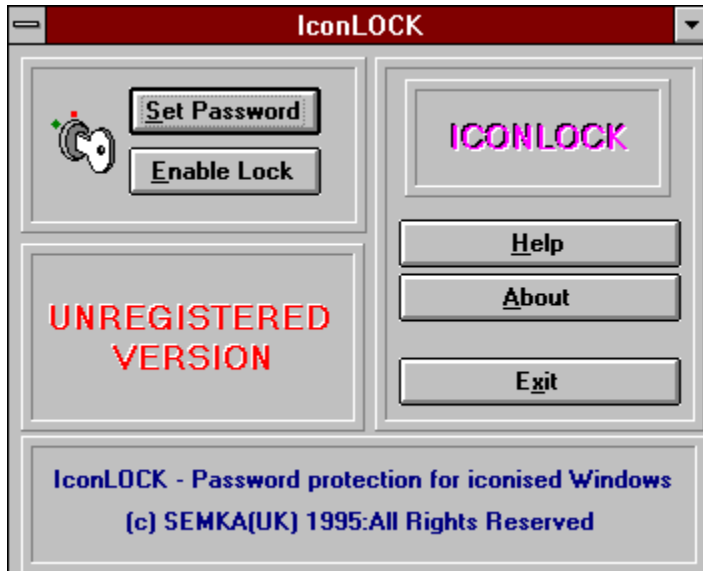 IconLOCK
Set Password
Enable Lock
ICONLOCK
Help
About
Exit
UNREGISTERED
VERSION
IconLOCK - Password protection for iconised Windows
(c) SEMKA(UK) 1995:All Rights Reserved